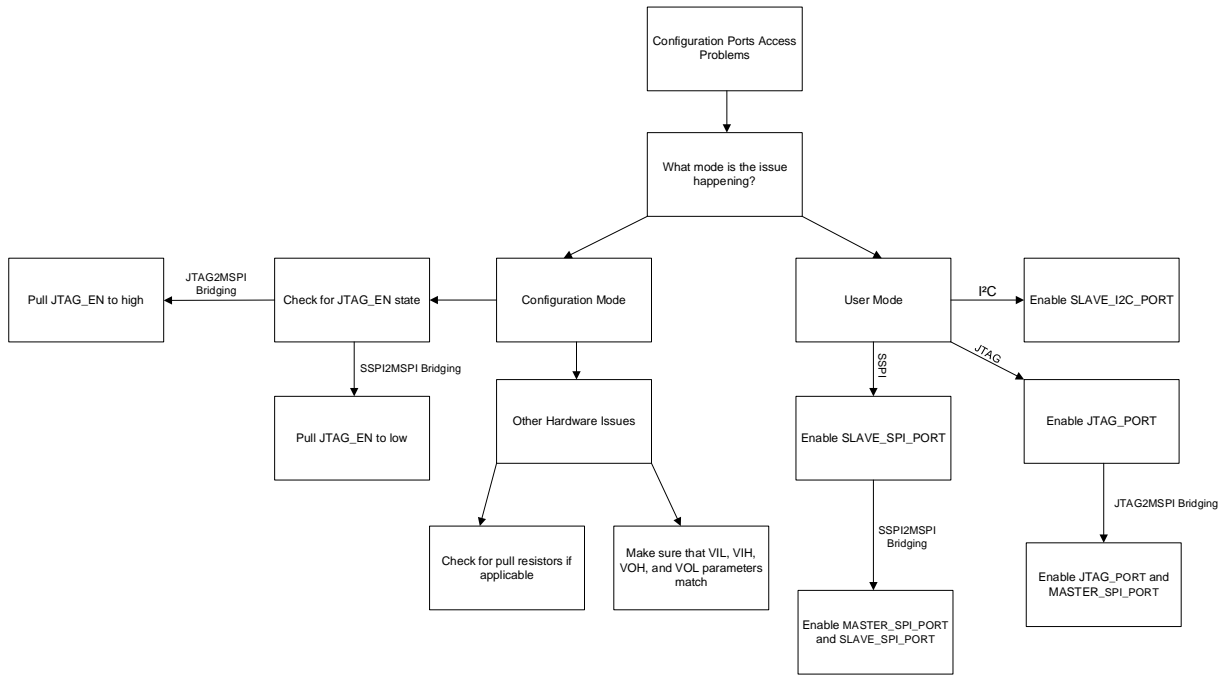 Configuration Ports Access
Problems
What mode is the issue
happening?
Pull JTAG_EN to high
JTAG2MSPI
Bridging
Check for JTAG_EN state
Configuration Mode
User Mode
I²C
Enable SLAVE_I2C_PORT
SSPI2MSPI Bridging
Pull JTAG_EN to low
Other Hardware Issues
SSPI
JTAG
Enable SLAVE_SPI_PORT
Enable JTAG_PORT
Check for pull resistors if
applicable
Make sure that VIL, VIH,
VOH, and VOL parameters
match
SSPI2MSPI
Bridging
JTAG2MSPI Bridging
Enable JTAG_PORT and
MASTER_SPI_PORT
Enable MASTER_SPI_PORT
and SLAVE_SPI_PORT